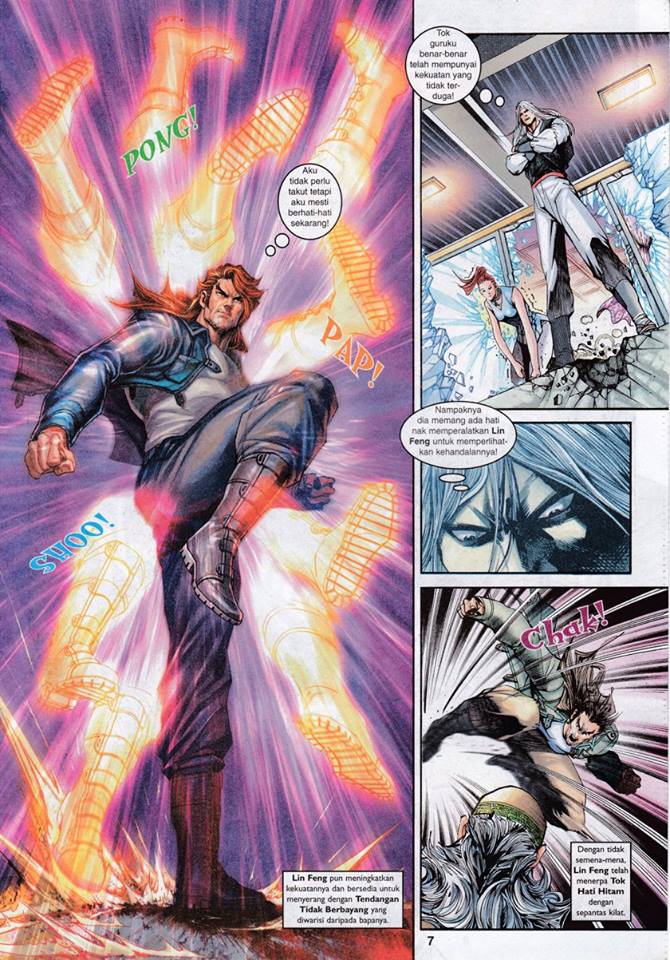 PONG!
Aku
tidak perlu
takut tetapi
aku mesti
berhati-hati
sekarang!
PAP!
SHOO!
Lin Feng pun meningkatkan
kekuatannya dan bersedia untuk
menyerang dengan Tendangan
Tidak Berbayang yang
diwarisi daripada bapanya.
Tok
guruku
benar-benar
telah mempunyai
kekuatan yang
tidak ter-
duga!
Nampaknya
dia memang ada hati
nak memperalatkan Lin
Feng untuk memperlihat-
kan kehandalannya!
Chak!
Dengan tidak
semena-mena,
Lin Feng telah
menerpa Tok
Hati Hitam
dengan
sepantas kilat.
7